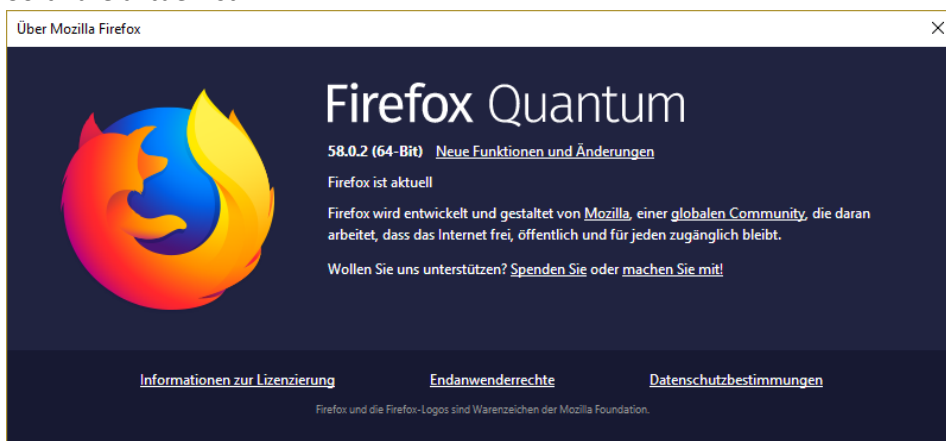 Über Mozilla Firefox
Firefox Quantum
58.0.2 (64-Bit) Neue Funktionen und Änderungen
Firefox ist aktuell
Firefox wird entwickelt und gestaltet von Mozilla, einer globalen Community, die daran
arbeitet, dass das Internet frei, öffentlich und für jeden zugänglich bleibt.
Wollen Sie uns unterstützen? Spenden Sie oder machen Sie mit!
Informationen zur Lizenzierung Endanwenderrechte Datenschutzbestimmungen
Firefox und die Firefox-Logos sind Warenzeichen der Mozilla Foundation.